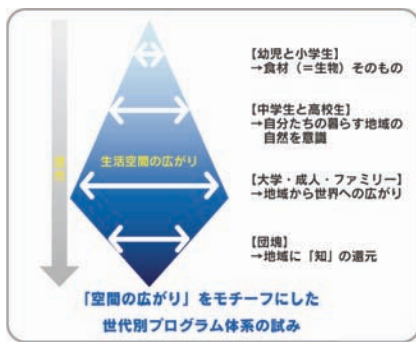 【幼児と小学生】
→食材（＝生物）そのもの
【中学生と高校生】
→自分たちの暮らす地域の
自然を意識
生活空間の広がり
【大学・成人・ファミリー】
→地域から世界への広がり
【団塊】
→地域に「知」の還元
「空間の広がり」をモチーフにした
世代別プログラム体系の試み